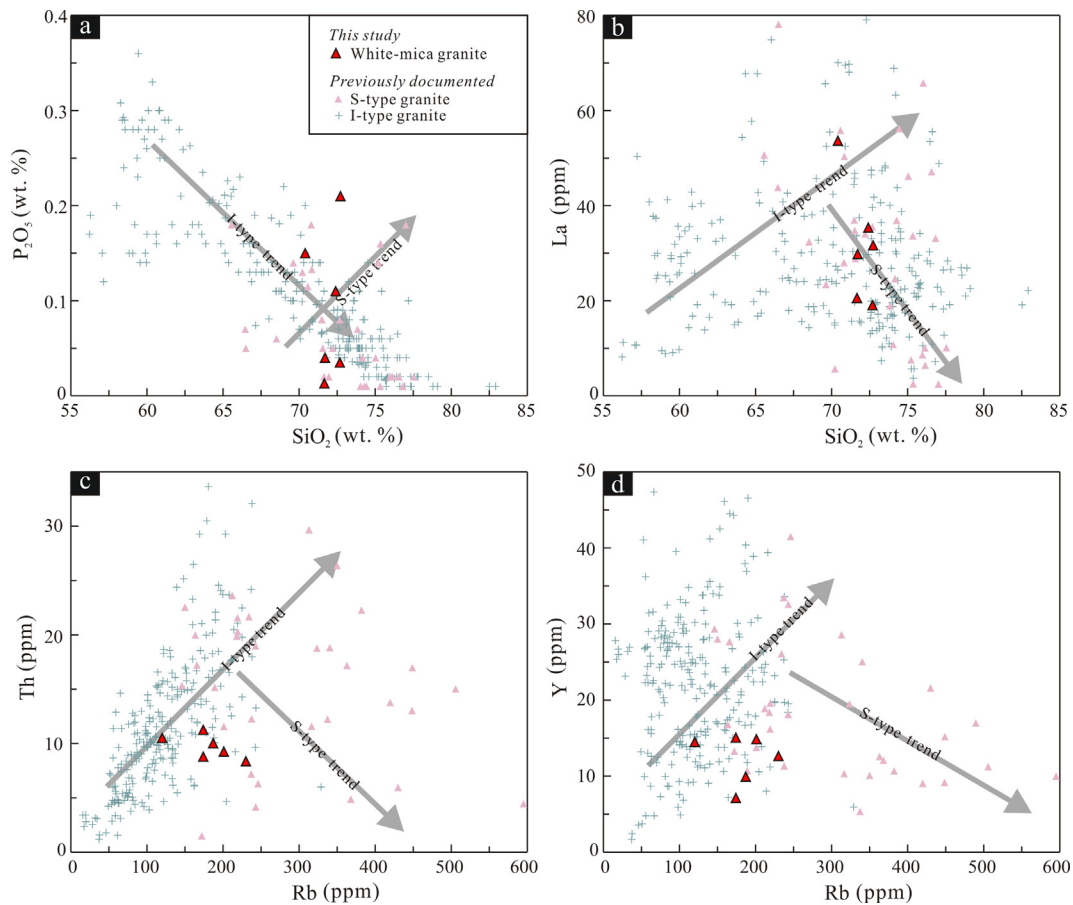 a
0.4
0.3
0.2
0.1
0
P₂O₅ (wt. %)
This study
White-mica granite
Previously documented
S-type granite
I-type granite
I-type trend
S-type trend
55 60 65 70 75 80 85
SiO₂ (wt. %)
b
80
60
40
20
0
La (ppm)
I-type trend
S-type trend
55 60 65 70 75 80 85
SiO₂ (wt. %)
c
30
20
10
0
Th (ppm)
I-type trend
S-type trend
0 100 200 300 400 500 600
Rb (ppm)
d
50
40
30
20
10
0
Y (ppm)
I-type trend
S-type trend
0 100 200 300 400 500 600
Rb (ppm)